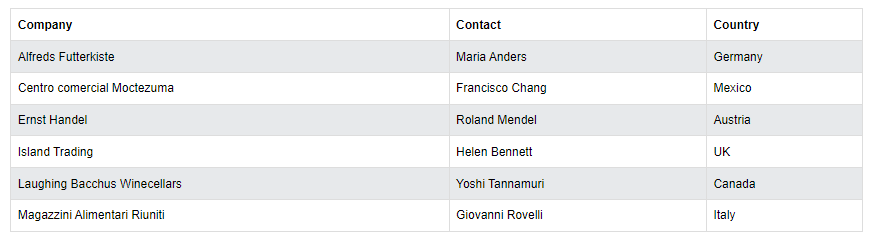 Company Contact Country
Alfreds Futterkiste Maria Anders Germany
Centro comercial Moctezuma Francisco Chang Mexico
Ernst Handel Roland Mendel Austria
Island Trading Helen Bennett UK
Laughing Bacchus Winecellars Yoshi Tannamuri Canada
Magazzini Alimentari Riuniti Giovanni Rovelli Italy